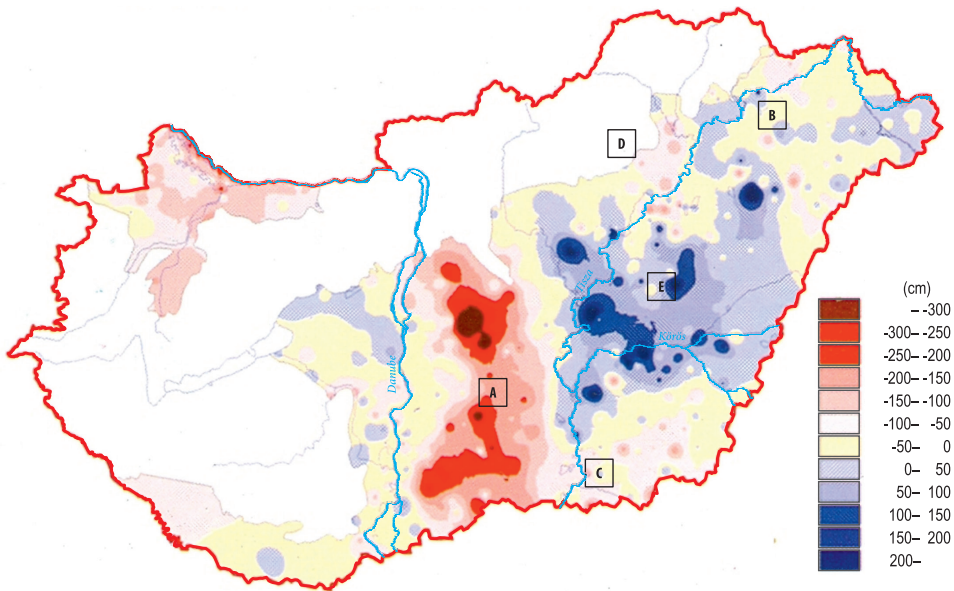 B
D
Tisza
E
(cm)
– -300
-300– -250
-250– -200
-200– -150
-150– -100
-100– -50
-50 0
0– 50
50– 100
100– 150
150– 200
200–
Körös
Danube
A
C